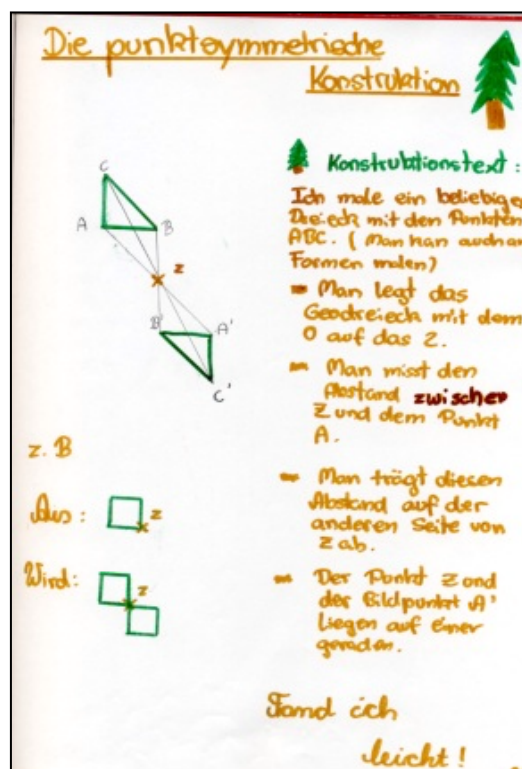 Die punktsymmetrische
Konstruktion
C
A
B
Z
B'
A'
C'
Konstruktionstext :
Ich male ein beliebiges
Dreieck mit den Punkten
ABC. ( Man kan auch an
Formen malen)
- Man legt das
Geodreieck mit dem
0 auf das Z.
- Man misst den
Abstand zwischen
Z und dem Punkt
A.
- Man trägt diesen
Abstand auf der
anderen Seite von
Z ab.
- Der Punkt Z und
der Bildpunkt A'
Liegen auf einer
geraden.
z. B
Aus :
Z
Wird :
Z
Fand ich
leicht !